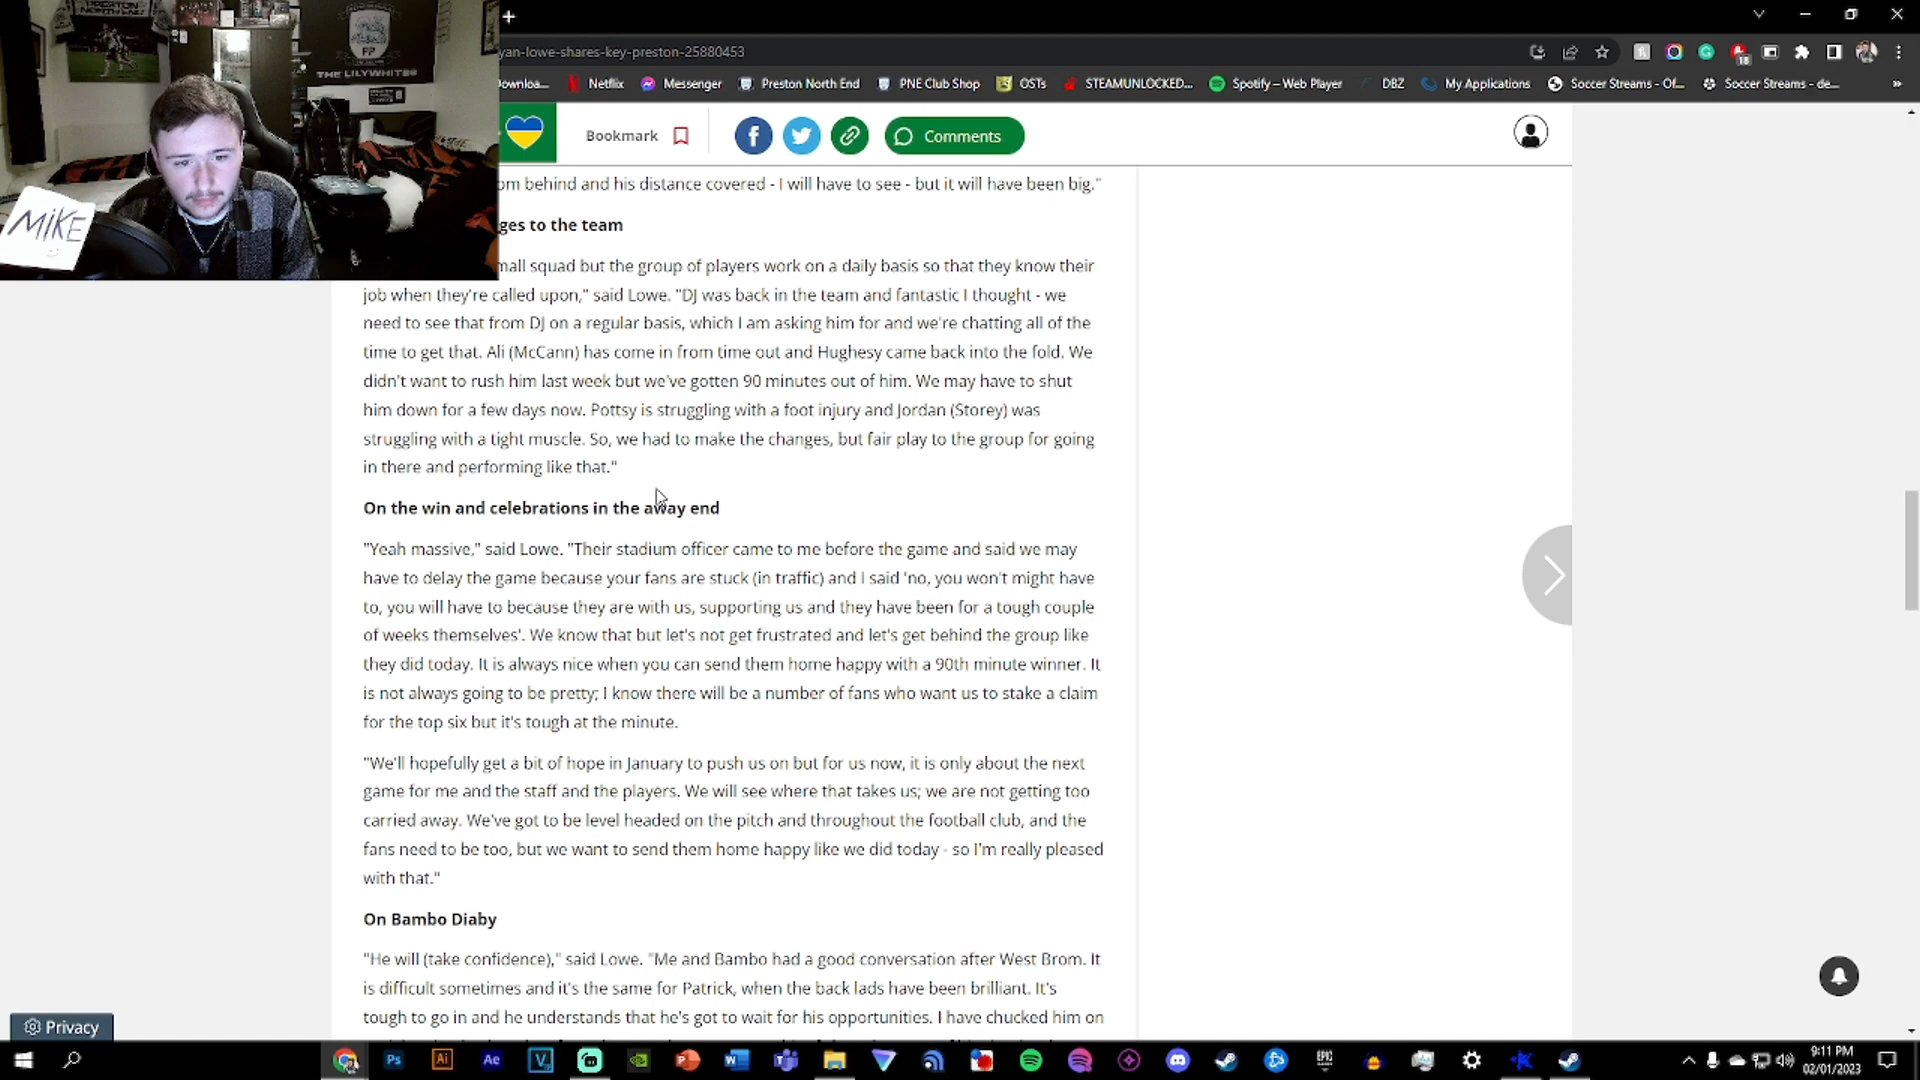 PRESTON NORTH END
PP
THE LILYWHITES
MIKE
+
yan-lowe-shares-key-preston-25880453
18
Downloa...
Netflix
Messenger
Preston North End
PNE Club Shop
OSTs
STEAMUNLOCKED...
Spotify – Web Player
DBZ
My Applications
Soccer Streams - Of...
Soccer Streams - de...
»
Bookmark
Comments
om behind and his distance covered - I will have to see - but it will have been big."
ges to the team
mall squad but the group of players work on a daily basis so that they know their
job when they're called upon," said Lowe. "DJ was back in the team and fantastic I thought - we
need to see that from DJ on a regular basis, which I am asking him for and we're chatting all of the
time to get that. Ali (McCann) has come in from time out and Hughesy came back into the fold. We
didn't want to rush him last week but we've gotten 90 minutes out of him. We may have to shut
him down for a few days now. Pottsy is struggling with a foot injury and Jordan (Storey) was
struggling with a tight muscle. So, we had to make the changes, but fair play to the group for going
in there and performing like that."
On the win and celebrations in the away end
"Yeah massive," said Lowe. "Their stadium officer came to me before the game and said we may
have to delay the game because your fans are stuck (in traffic) and I said 'no, you won't might have
to, you will have to because they are with us, supporting us and they have been for a tough couple
of weeks themselves'. We know that but let's not get frustrated and let's get behind the group like
they did today. It is always nice when you can send them home happy with a 90th minute winner. It
is not always going to be pretty; I know there will be a number of fans who want us to stake a claim
for the top six but it's tough at the minute.
"We'll hopefully get a bit of hope in January to push us on but for us now, it is only about the next
game for me and the staff and the players. We will see where that takes us; we are not getting too
carried away. We've got to be level headed on the pitch and throughout the football club, and the
fans need to be too, but we want to send them home happy like we did today - so I'm really pleased
with that."
On Bambo Diaby
"He will (take confidence)," said Lowe. "Me and Bambo had a good conversation after West Brom. It
is difficult sometimes and it's the same for Patrick, when the back lads have been brilliant. It's
tough to go in and he understands that he's got to wait for his opportunities. I have chucked him on
Privacy
Ps
Ai
Ae
V
EPIC
9:11 PM
02/01/2023